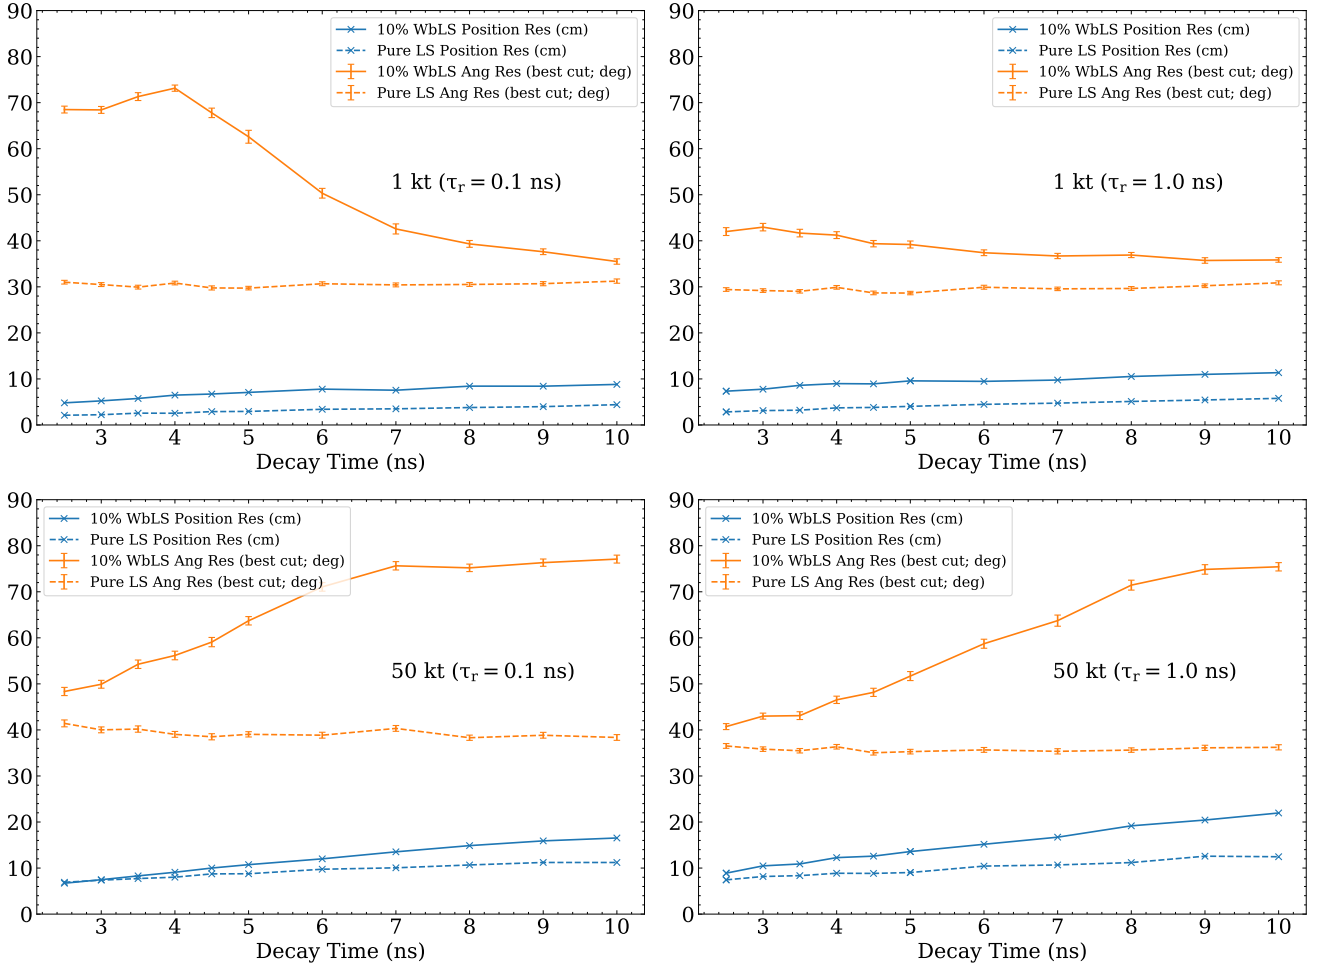 90
80
70
60
50
40
30
20
10
0
10% WbLS Position Res (cm)
Pure LS Position Res (cm)
10% WbLS Ang Res (best cut; deg)
Pure LS Ang Res (best cut; deg)
1 kt (τr = 0.1 ns)
3 4 5 6 7 8 9 10
Decay Time (ns)
90
80
70
60
50
40
30
20
10
0
10% WbLS Position Res (cm)
Pure LS Position Res (cm)
10% WbLS Ang Res (best cut; deg)
Pure LS Ang Res (best cut; deg)
1 kt (τr = 1.0 ns)
3 4 5 6 7 8 9 10
Decay Time (ns)
90
80
70
60
50
40
30
20
10
0
10% WbLS Position Res (cm)
Pure LS Position Res (cm)
10% WbLS Ang Res (best cut; deg)
Pure LS Ang Res (best cut; deg)
50 kt (τr = 0.1 ns)
3 4 5 6 7 8 9 10
Decay Time (ns)
90
80
70
60
50
40
30
20
10
0
10% WbLS Position Res (cm)
Pure LS Position Res (cm)
10% WbLS Ang Res (best cut; deg)
Pure LS Ang Res (best cut; deg)
50 kt (τr = 1.0 ns)
3 4 5 6 7 8 9 10
Decay Time (ns)